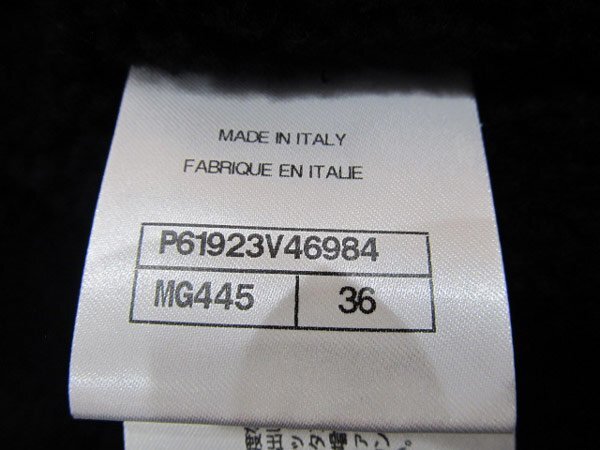 MADE IN ITALY
FABRIQUE EN ITALIE
P61923V46984
MG445 36